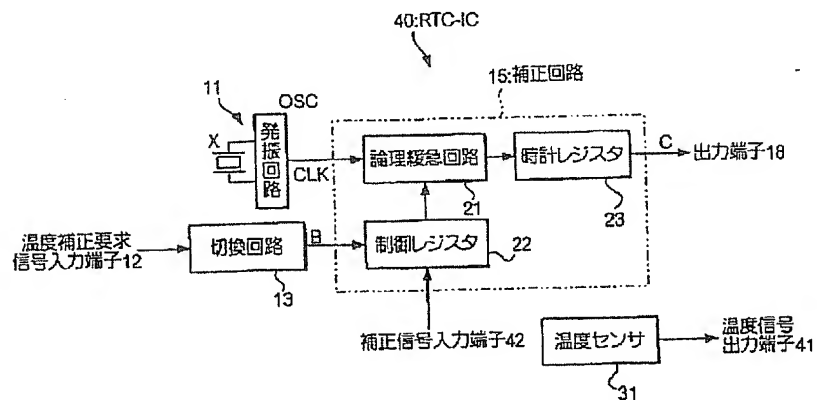 40:RTC-IC
15:補正回路
11
OSC
X
発振回路
CLK
論理緩急回路
21
時計レジスタ
23
C
出力端子18
温度補正要求
信号入力端子12
切換回路
13
B
制御レジスタ
22
補正信号入力端子42
温度センサ
31
温度信号
出力端子41